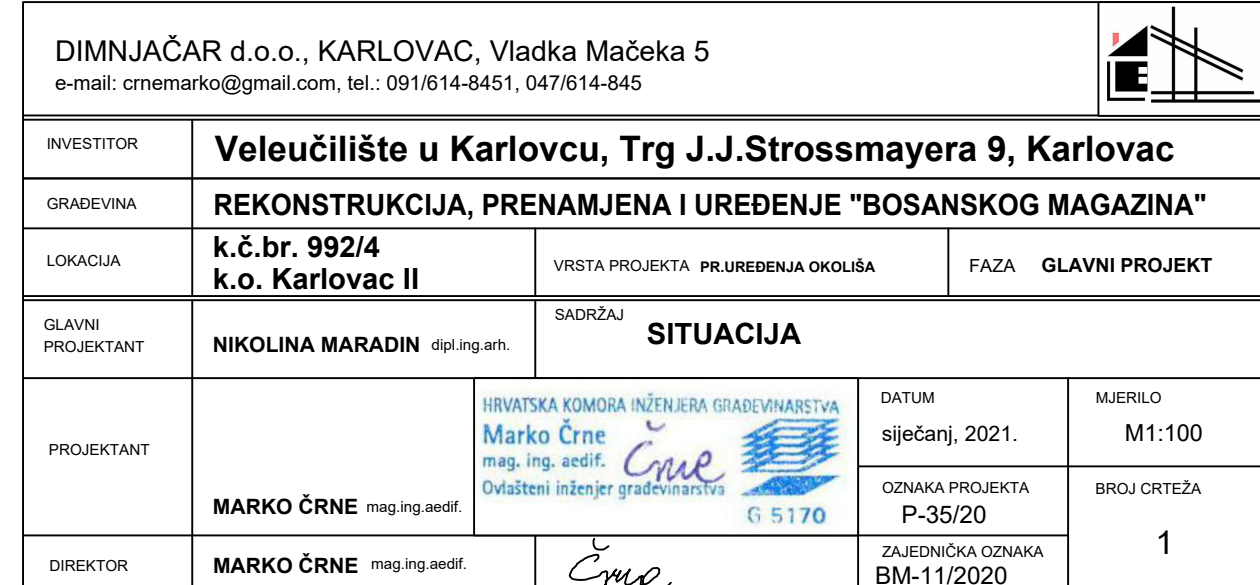 DIMNJAČAR d.o.o., KARLOVAC, Vladka Mačeka 5
e-mail: crnemarko@gmail.com, tel.: 091/614-8451, 047/614-845
INVESTITOR
Veleučilište u Karlovcu, Trg J.J.Strossmayera 9, Karlovac
GRAĐEVINA
REKONSTRUKCIJA, PRENAMJENA I UREĐENJE "BOSANSKOG MAGAZINA"
LOKACIJA
k.č.br. 992/4
k.o. Karlovac II
VRSTA PROJEKTA PR.UREĐENJA OKOLIŠA
FAZA GLAVNI PROJEKT
GLAVNI
PROJEKTANT
NIKOLINA MARADIN dipl.ing.arh.
SADRŽAJ
SITUACIJA
PROJEKTANT
MARKO ČRNE mag.ing.aedif.
HRVATSKA KOMORA INŽENJERA GRAĐEVINARSTVA
Marko Črne
mag. ing. aedif.
Črne
Ovlašteni inženjer građevinarstva
G 5170
DATUM
siječanj, 2021.
MJERILO
M1:100
OZNAKA PROJEKTA
P-35/20
BROJ CRTEŽA
1
DIREKTOR
MARKO ČRNE mag.ing.aedif.
Črne
ZAJEDNIČKA OZNAKA
BM-11/2020